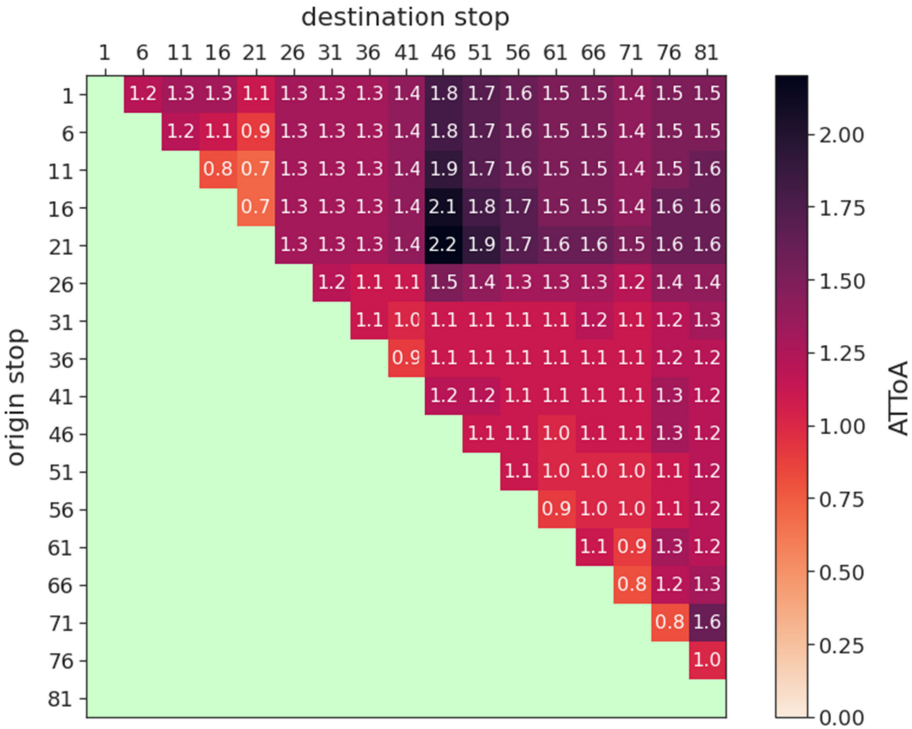 destination stop
1 6 11 16 21 26 31 36 41 46 51 56 61 66 71 76 81
1 1.2 1.3 1.3 1.1 1.3 1.3 1.3 1.4 1.8 1.7 1.6 1.5 1.5 1.4 1.5 1.5
6 1.2 1.1 0.9 1.3 1.3 1.3 1.4 1.8 1.7 1.6 1.5 1.5 1.4 1.5 1.5
11 0.8 0.7 1.3 1.3 1.3 1.4 1.9 1.7 1.6 1.5 1.5 1.4 1.5 1.6
16 0.7 1.3 1.3 1.3 1.4 2.1 1.8 1.7 1.5 1.5 1.4 1.6 1.6
21 1.3 1.3 1.3 1.4 2.2 1.9 1.7 1.6 1.6 1.5 1.6 1.6
26 1.2 1.1 1.1 1.5 1.4 1.3 1.3 1.3 1.2 1.4 1.4
31 1.1 1.0 1.1 1.1 1.1 1.1 1.2 1.1 1.2 1.3
36 0.9 1.1 1.1 1.1 1.1 1.1 1.1 1.2 1.2
41 1.2 1.2 1.1 1.1 1.1 1.1 1.3 1.2
46 1.1 1.1 1.0 1.1 1.1 1.3 1.2
51 1.1 1.0 1.0 1.0 1.1 1.2
56 0.9 1.0 1.0 1.1 1.2
61 1.1 0.9 1.3 1.2
66 0.8 1.2 1.3
71 0.8 1.6
76 1.0
81
origin stop
2.00
1.75
1.50
1.25
1.00
0.75
0.50
0.25
0.00
ATToA